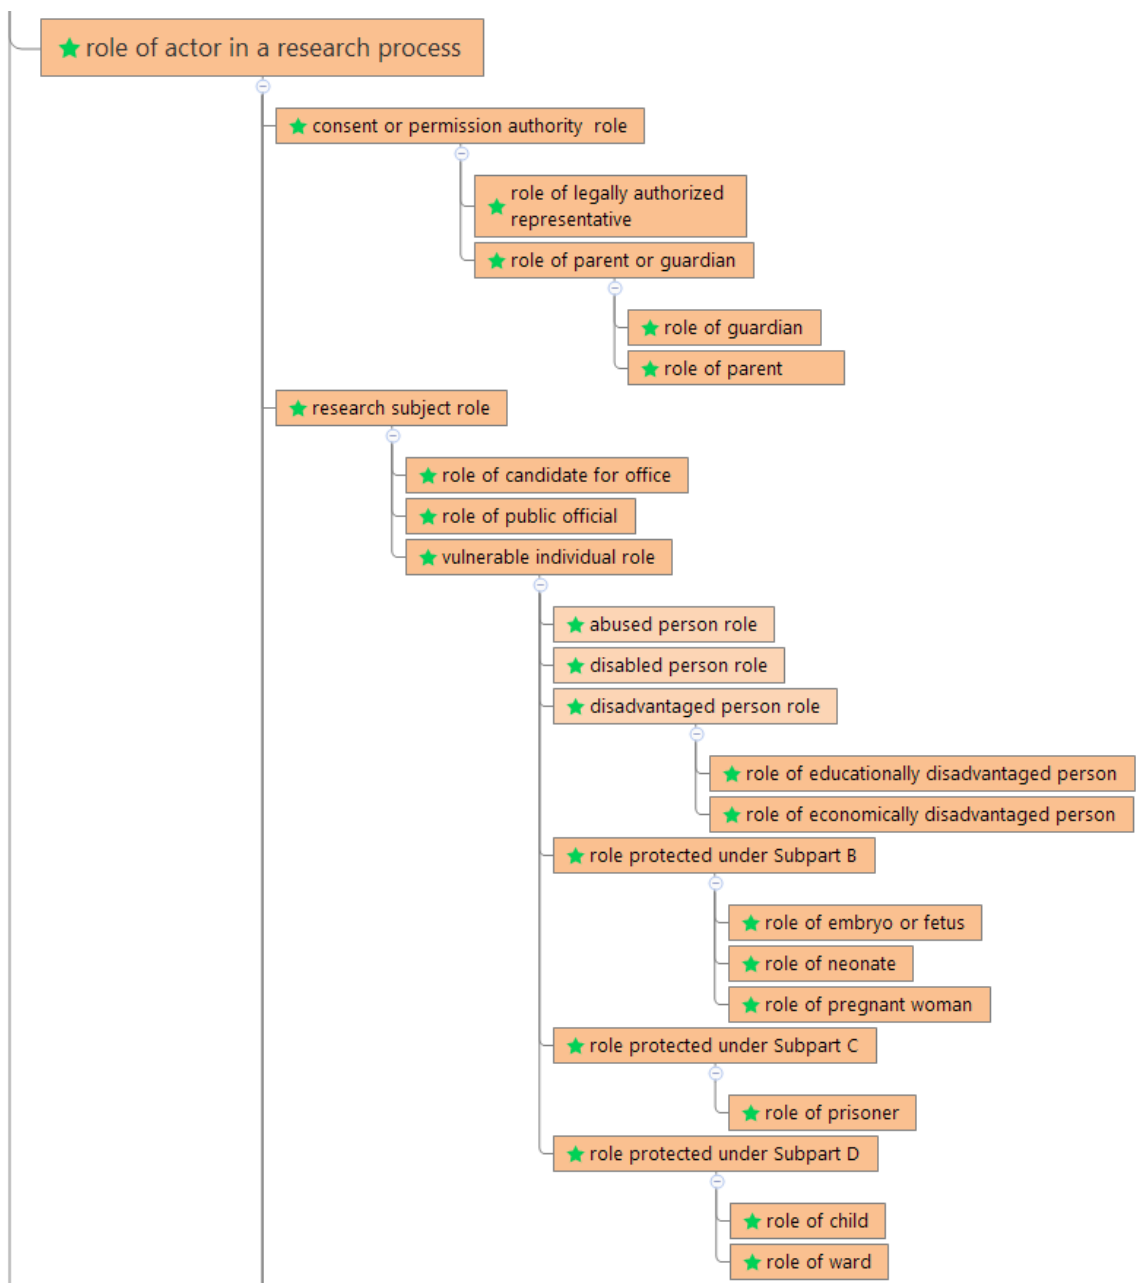 role of actor in a research process
consent or permission authority role
role of legally authorized
representative
role of parent or guardian
role of guardian
role of parent
research subject role
role of candidate for office
role of public official
vulnerable individual role
abused person role
disabled person role
disadvantaged person role
role of educationally disadvantaged person
role of economically disadvantaged person
role protected under Subpart B
role of embryo or fetus
role of neonate
role of pregnant woman
role protected under Subpart C
role of prisoner
role protected under Subpart D
role of child
role of ward